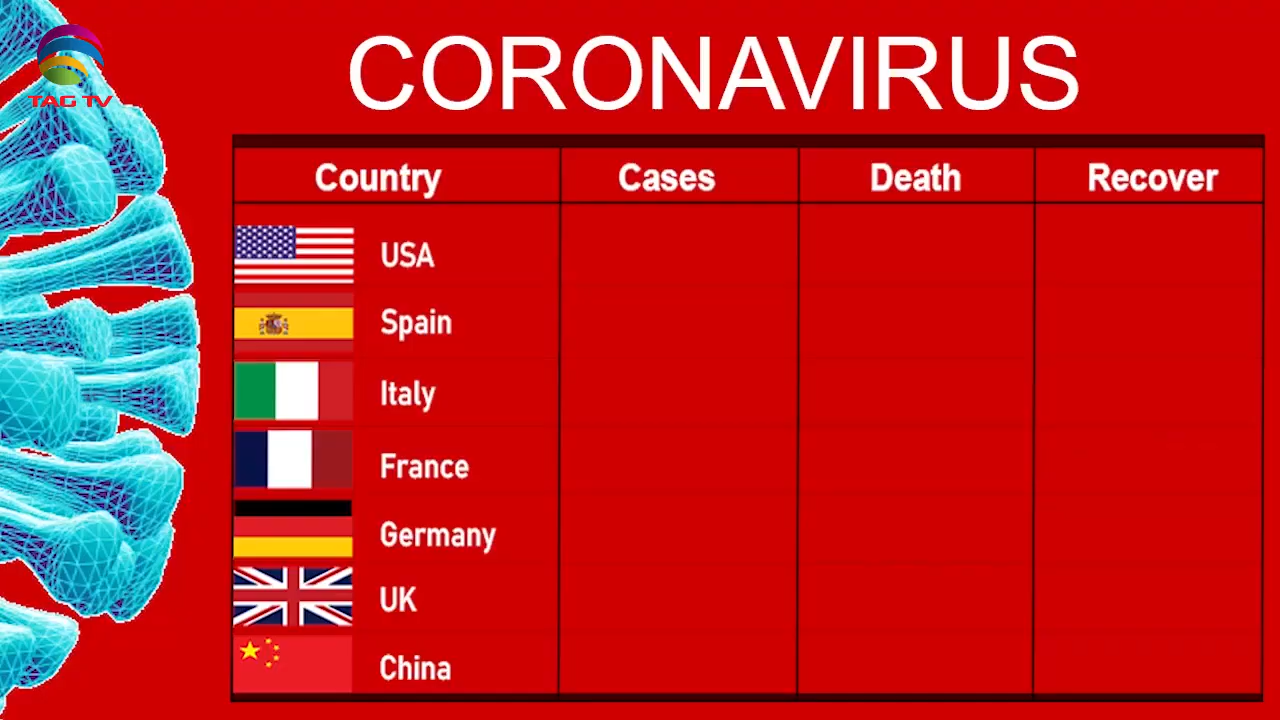 TAG TV
CORONAVIRUS
Country Cases Death Recover
USA
Spain
Italy
France
Germany
UK
China